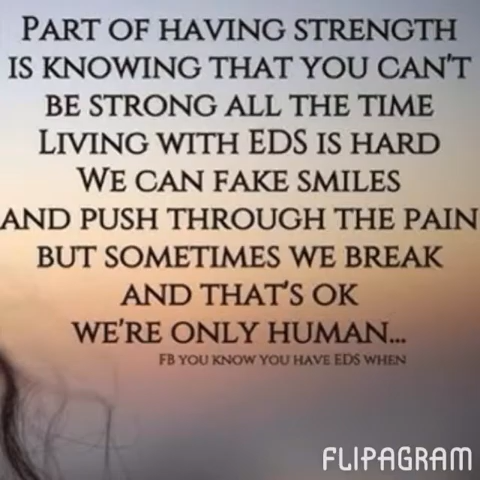 PART OF HAVING STRENGTH
IS KNOWING THAT YOU CAN'T
BE STRONG ALL THE TIME
LIVING WITH EDS IS HARD
WE CAN FAKE SMILES
AND PUSH THROUGH THE PAIN
BUT SOMETIMES WE BREAK
AND THAT'S OK
WE'RE ONLY HUMAN...
FB YOU KNOW YOU HAVE EDS WHEN
FLIPAGRAM